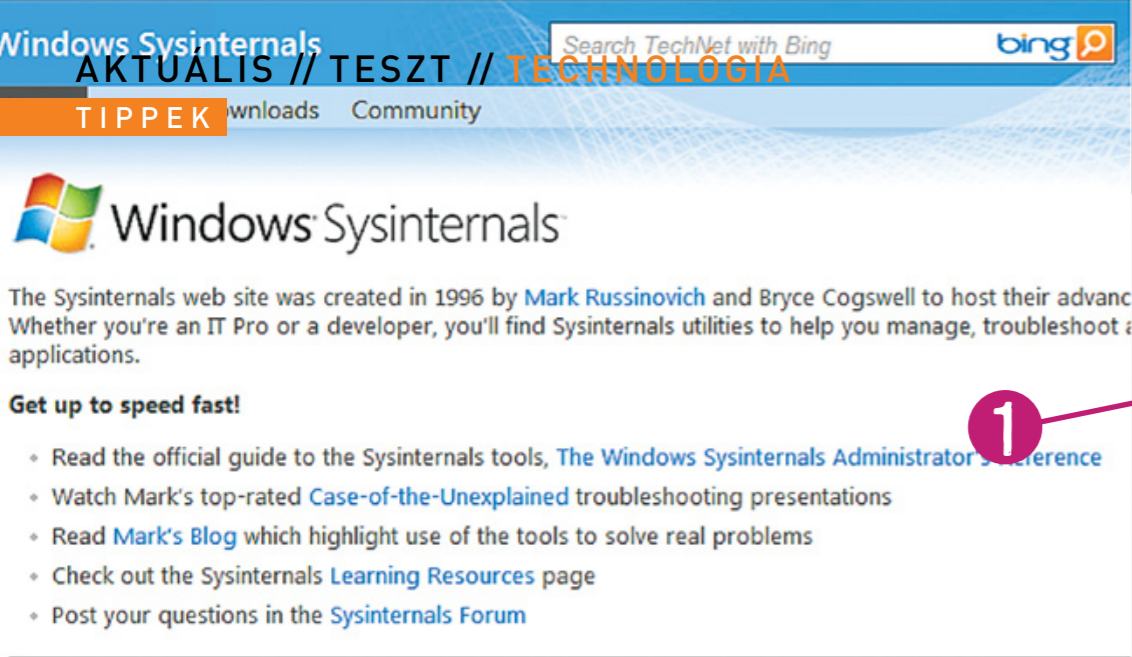 Windows Sysinternals
Search TechNet with Bing
bing
AKTUÁLIS // TESZT // TECHNOLÓGIA
TIPPEK
wnloads Community
Windows Sysinternals
The Sysinternals web site was created in 1996 by Mark Russinovich and Bryce Cogswell to host their advanc
Whether you're an IT Pro or a developer, you'll find Sysinternals utilities to help you manage, troubleshoot a
applications.
Get up to speed fast!
1
Read the official guide to the Sysinternals tools, The Windows Sysinternals Administrator's Reference
Watch Mark's top-rated Case-of-the-Unexplained troubleshooting presentations
Read Mark's Blog which highlight use of the tools to solve real problems
Check out the Sysinternals Learning Resources page
Post your questions in the Sysinternals Forum